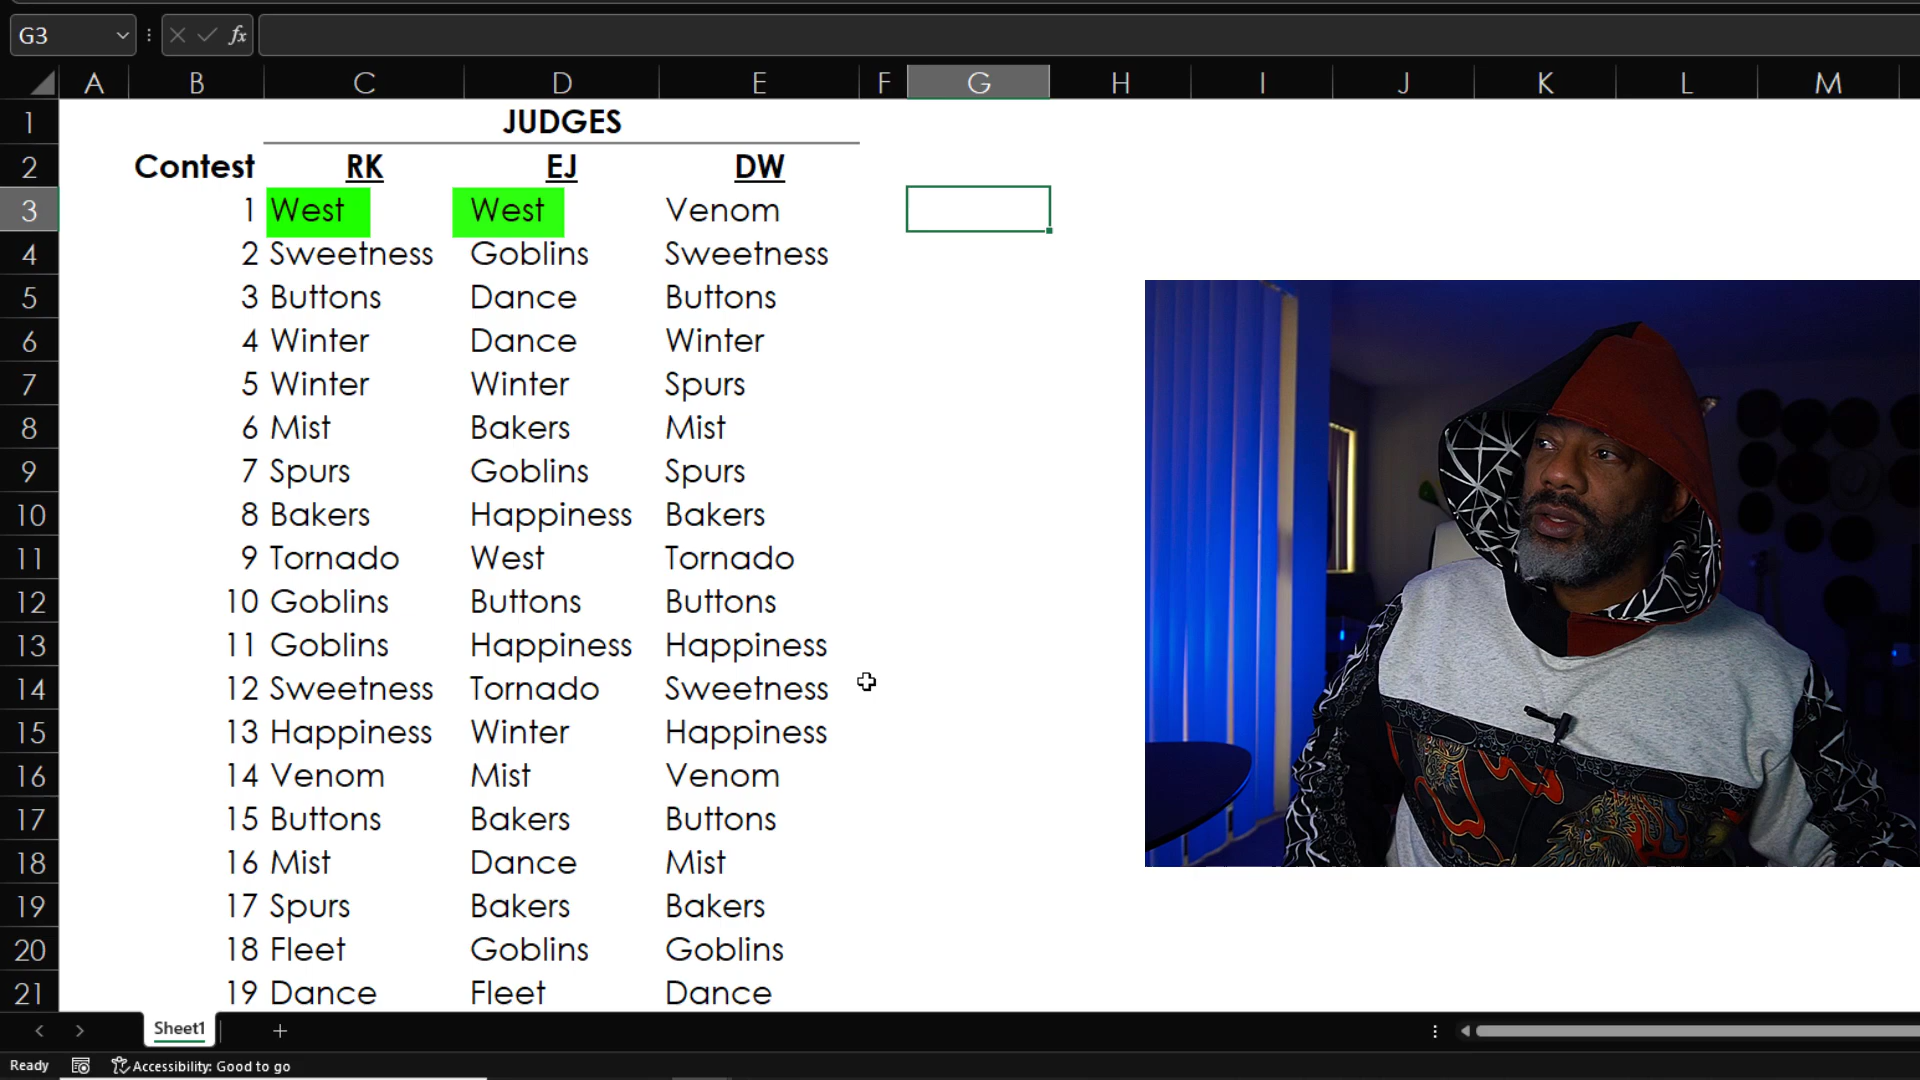 G3 fx
A B C D E F G H I J K L M
1 JUDGES
2 Contest RK EJ DW
3 1 West West Venom
4 2 Sweetness Goblins Sweetness
5 3 Buttons Dance Buttons
6 4 Winter Dance Winter
7 5 Winter Winter Spurs
8 6 Mist Bakers Mist
9 7 Spurs Goblins Spurs
10 8 Bakers Happiness Bakers
11 9 Tornado West Tornado
12 10 Goblins Buttons Buttons
13 11 Goblins Happiness Happiness
14 12 Sweetness Tornado Sweetness
15 13 Happiness Winter Happiness
16 14 Venom Mist Venom
17 15 Buttons Bakers Buttons
18 16 Mist Dance Mist
19 17 Spurs Bakers Bakers
20 18 Fleet Goblins Goblins
21 19 Dance Fleet Dance
Sheet1
Ready Accessibility: Good to go